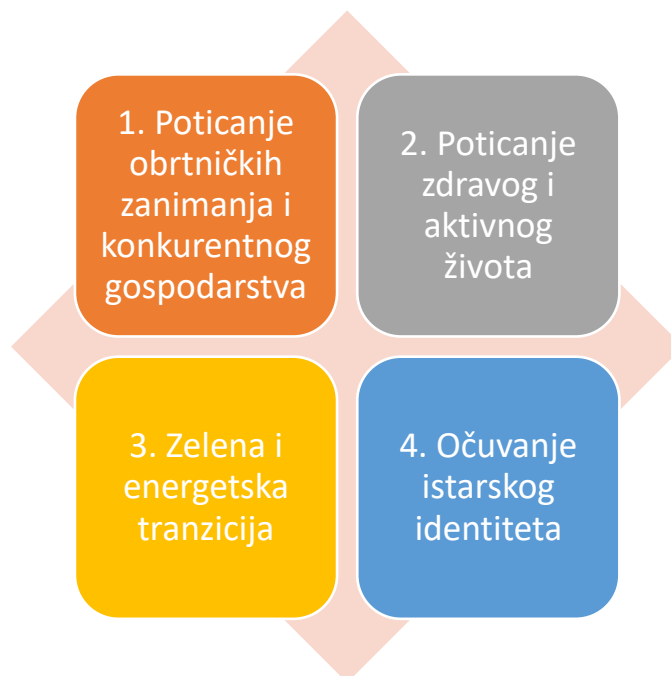 1. Poticanje
obrtničkih
zanimanja i
konkurentnog
gospodarstva
2. Poticanje
zdravog i
aktivnog
života
3. Zelena i
energetska
tranzicija
4. Očuvanje
istarskog
identiteta